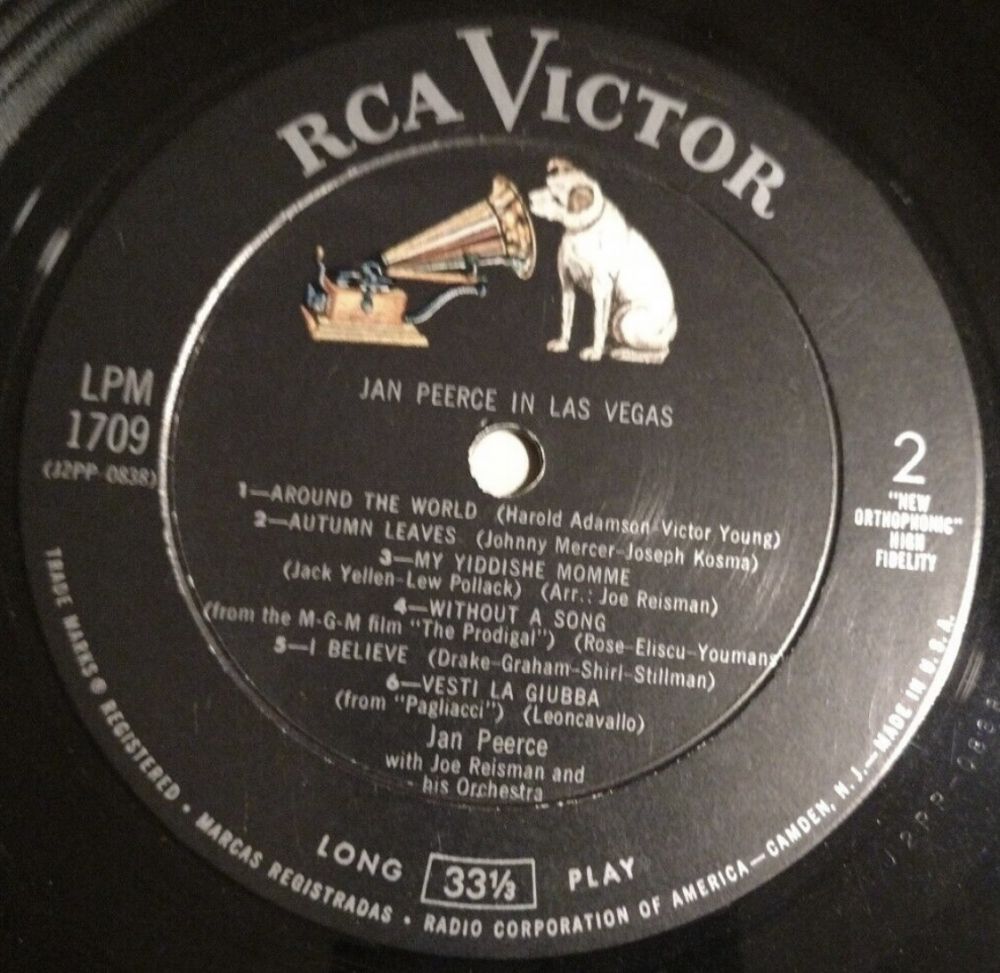 RCA VICTOR
JAN PEERCE IN LAS VEGAS
LPM
1709
(J2PP-0838)
2
"NEW
ORTHOPHONIC"
HIGH
FIDELITY
1—AROUND THE WORLD (Harold Adamson-Victor Young)
2—AUTUMN LEAVES (Johnny Mercer-Joseph Kosma)
3—MY YIDDISHE MOMME
(Jack Yellen-Lew Pollack) (Arr.: Joe Reisman)
4—WITHOUT A SONG
(from the M-G-M film "The Prodigal") (Rose-Eliscu-Youmans
5—I BELIEVE (Drake-Graham-Shirl-Stillman)
6—VESTI LA GIUBBA
(from "Pagliacci") (Leoncavallo)
Jan Peerce
with Joe Reisman and
his Orchestra
LONG 33⅓ PLAY
TRADE MARKS ® REGISTERED • MARCAS REGISTRADAS • RADIO CORPORATION OF AMERICA—CAMDEN, N. J.—MADE IN U.S.A.